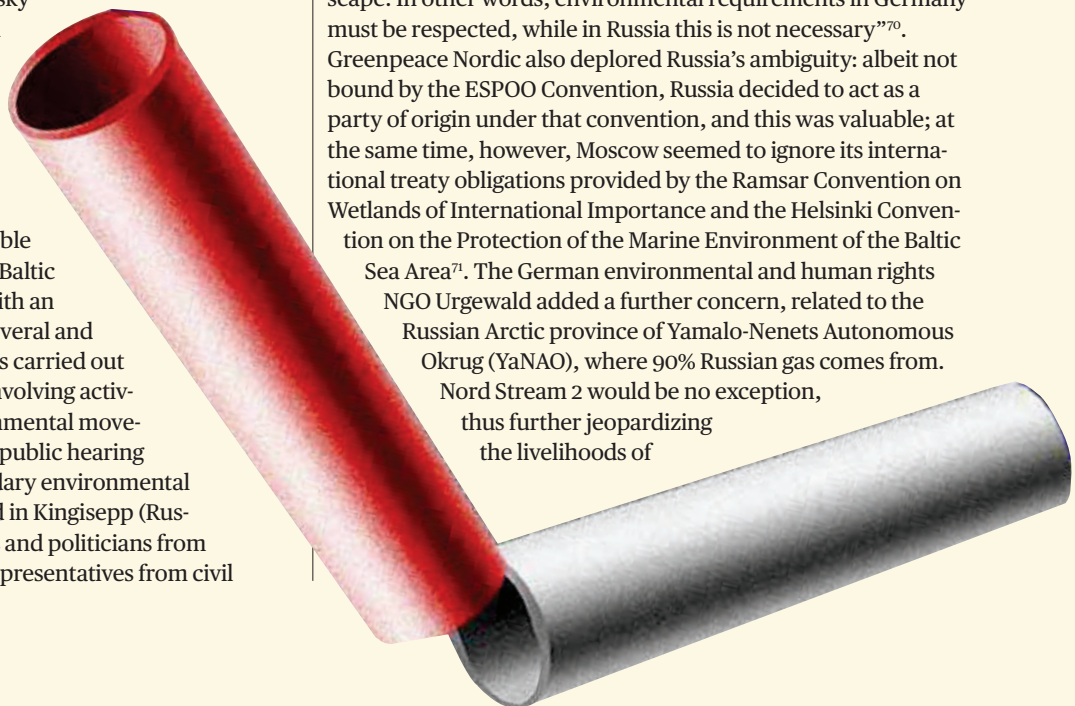 sky
ble
Baltic
ith an
everal and
s carried out
nvolving activ-
nmental move-
public hearing
dary environmental
d in Kingisepp (Rus-
s and politicians from
epresentatives from civil
scape. In other words, environmental requirements in Germany
must be respected, while in Russia this is not necessary”⁷⁰.
Greenpeace Nordic also deplored Russia’s ambiguity: albeit not
bound by the ESPOO Convention, Russia decided to act as a
party of origin under that convention, and this was valuable; at
the same time, however, Moscow seemed to ignore its interna-
tional treaty obligations provided by the Ramsar Convention on
Wetlands of International Importance and the Helsinki Conven-
tion on the Protection of the Marine Environment of the Baltic
Sea Area⁷¹. The German environmental and human rights
NGO Urgewald added a further concern, related to the
Russian Arctic province of Yamalo-Nenets Autonomous
Okrug (YaNAO), where 90% Russian gas comes from.
Nord Stream 2 would be no exception,
thus further jeopardizing
the livelihoods of